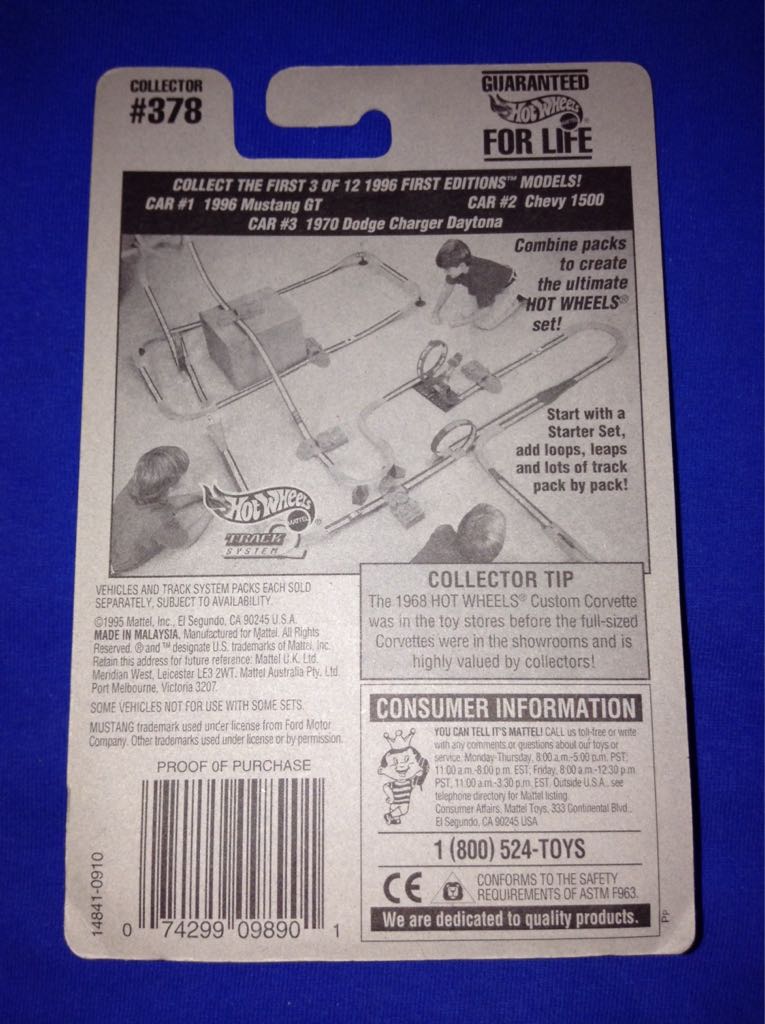 COLLECTOR
#378
GUARANTEED
HOT WHEELS®
FOR LIFE
COLLECT THE FIRST 3 OF 12 1996 FIRST EDITIONS™ MODELS!
CAR #1 1996 Mustang GT CAR #2 Chevy 1500
CAR #3 1970 Dodge Charger Daytona
Combine packs
to create
the ultimate
HOT WHEELS®
set!
Start with a
Starter Set,
add loops, leaps
and lots of track
pack by pack!
HOT WHEELS®
MATTEL
TRACK
SYSTEM
VEHICLES AND TRACK SYSTEM PACKS EACH SOLD
SEPARATELY, SUBJECT TO AVAILABILITY.
©1995 Mattel, Inc., El Segundo, CA 90245 U.S.A.
MADE IN MALAYSIA. Manufactured for Mattel. All Rights
Reserved. ® and ™ designate U.S. trademarks of Mattel, Inc.
Retain this address for future reference: Mattel U.K. Ltd.
Meridian West, Leicester LE3 2WT. Mattel Australia Pty. Ltd.
Port Melbourne, Victoria 3207.
SOME VEHICLES NOT FOR USE WITH SOME SETS.
MUSTANG trademark used under license from Ford Motor
Company. Other trademarks used under license or by permission.
PROOF OF PURCHASE
14841-0910
0 74299 09890 1
COLLECTOR TIP
The 1968 HOT WHEELS® Custom Corvette
was in the toy stores before the full-sized
Corvettes were in the showrooms and is
highly valued by collectors!
CONSUMER INFORMATION
YOU CAN TELL IT'S MATTEL! CALL us toll-free or write
with any comments or questions about our toys or
service, Monday-Thursday, 8:00 a.m.-5:00 p.m. PST;
11:00 a.m.-8:00 p.m. EST; Friday, 8:00 a.m.-12:30 p.m.
PST, 11:00 a.m.-3:30 p.m. EST. Outside U.S.A., see
telephone directory for Mattel listing.
Consumer Affairs, Mattel Toys, 333 Continental Blvd.,
El Segundo, CA 90245 USA
1 (800) 524-TOYS
CE
CONFORMS TO THE SAFETY
REQUIREMENTS OF ASTM F963.
We are dedicated to quality products.
Pp